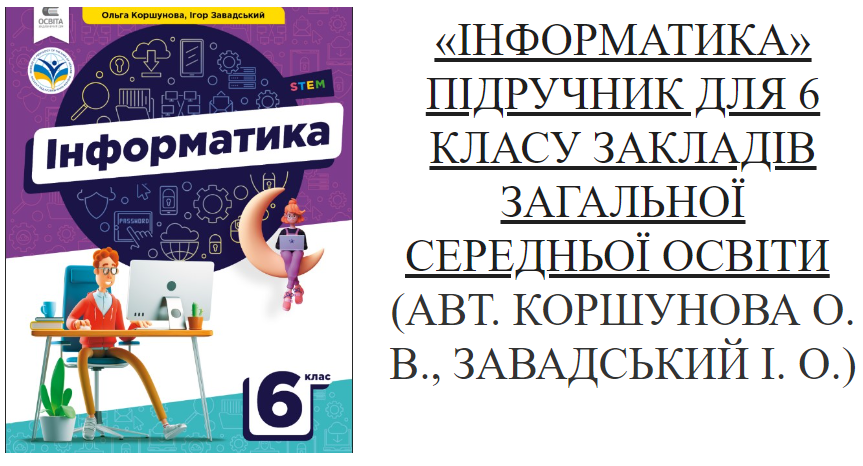 ОСВІТА
Ольга Коршунова, Ігор Завадський
STEM
Інформатика
PASSWORD
клас
6
«ІНФОРМАТИКА»
ПІДРУЧНИК ДЛЯ 6
КЛАСУ ЗАКЛАДІВ
ЗАГАЛЬНОЇ
СЕРЕДНЬОЇ ОСВІТИ
(АВТ. КОРШУНОВА О.
В., ЗАВАДСЬКИЙ І. О.)